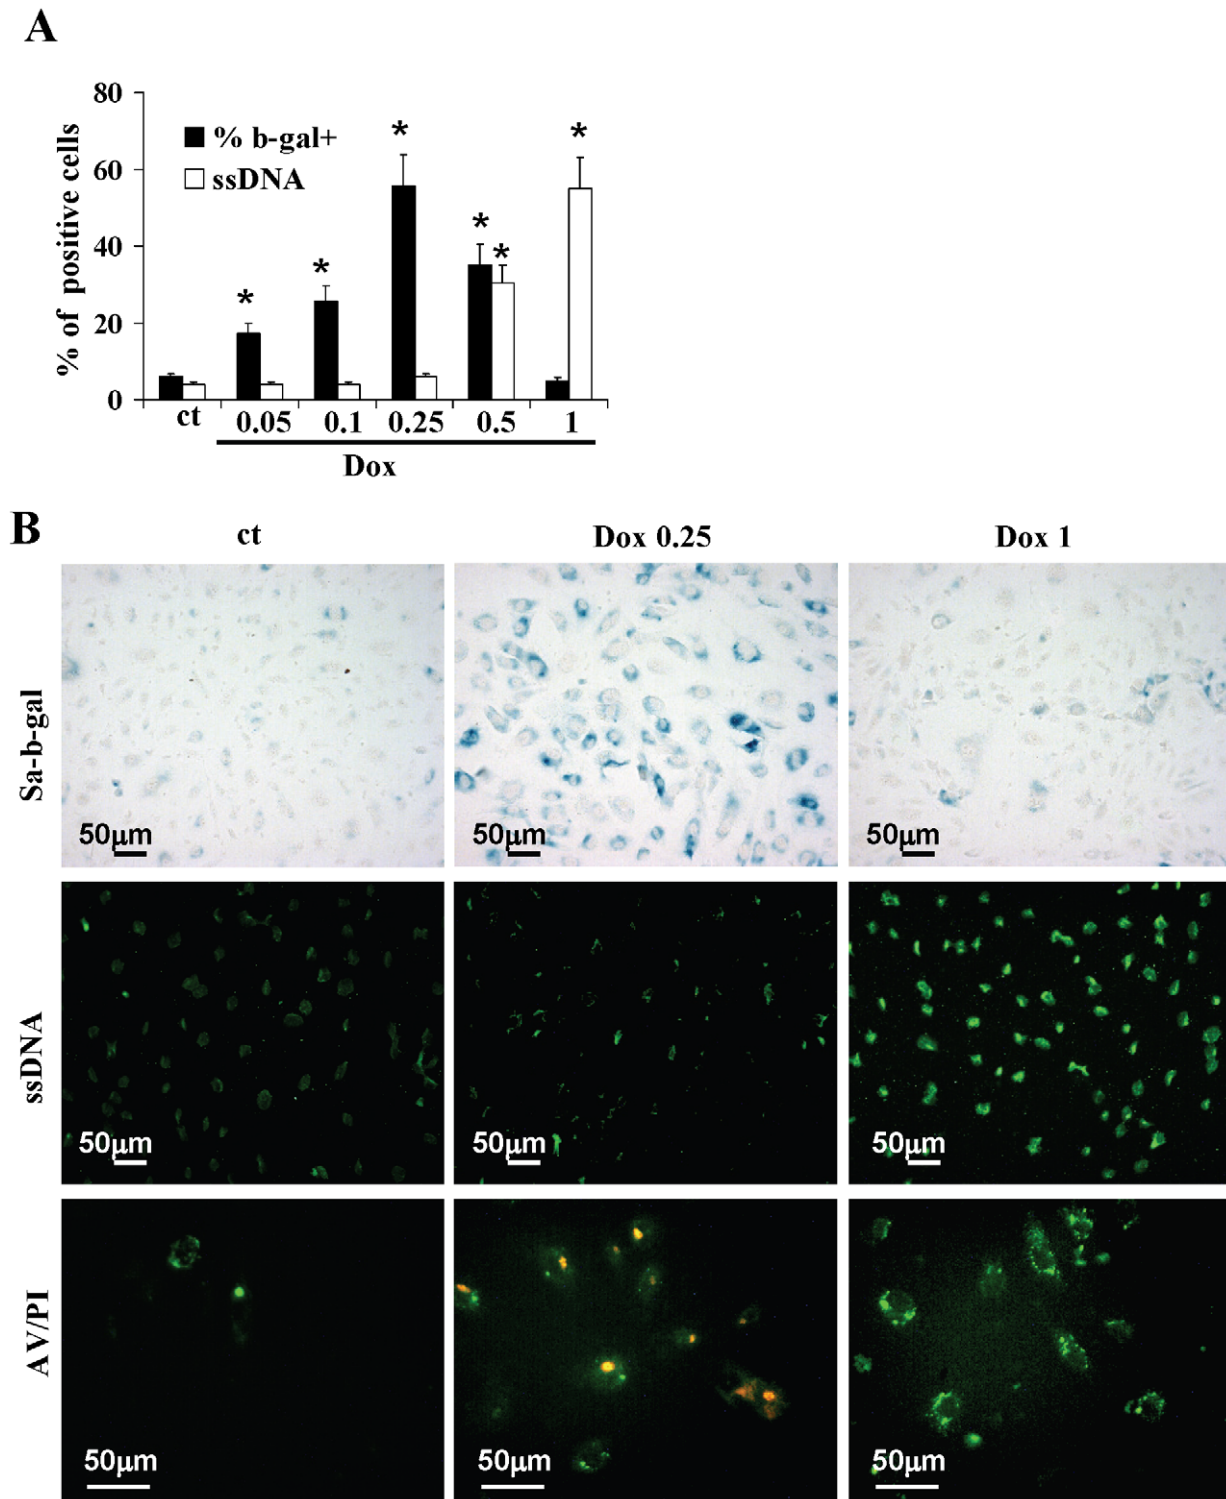 A
80
60
40
20
0
% of positive cells
% b-gal+
ssDNA
*
*
*
*
*
*
ct 0.05 0.1 0.25 0.5 1
Dox
B
ct Dox 0.25 Dox 1
Sa-b-gal
50µm 50µm 50µm
ssDNA
50µm 50µm 50µm
AV/PI
50µm 50µm 50µm